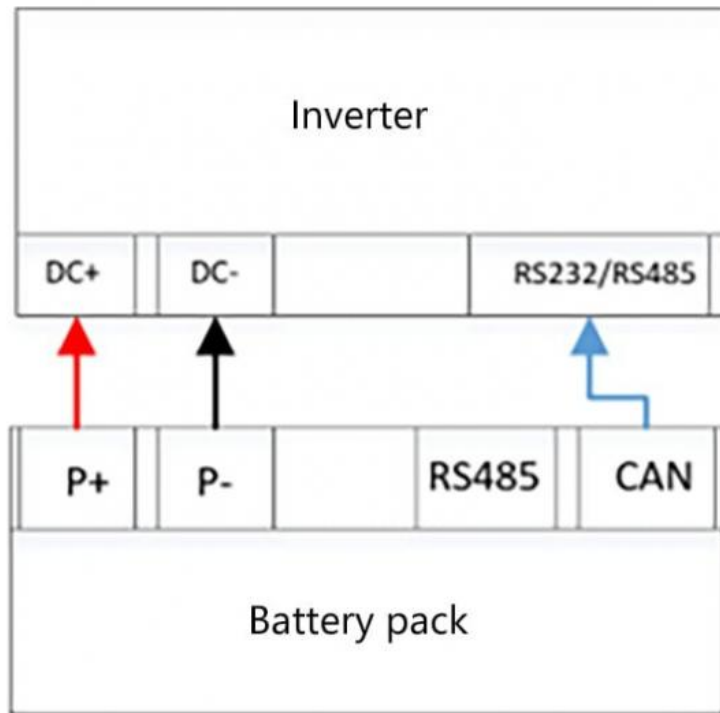 Inverter
DC+ DC- RS232/RS485
P+ P- RS485 CAN
Battery pack